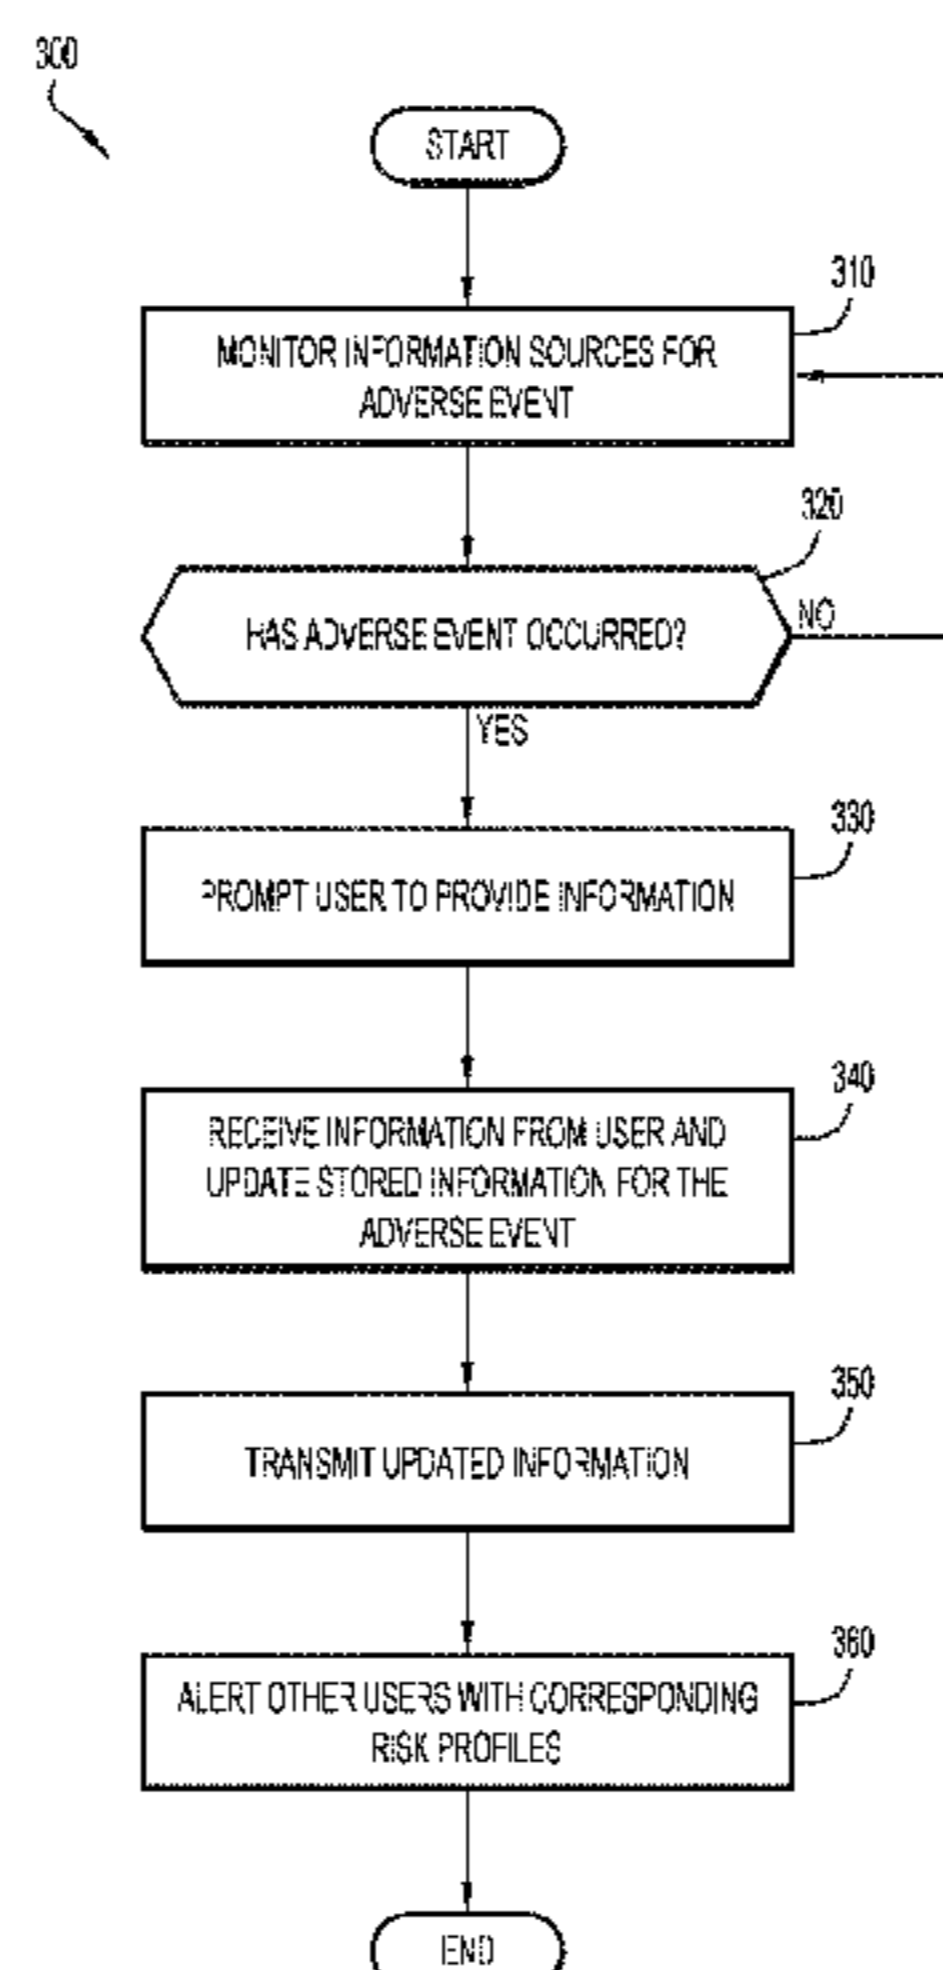 300
START
310
MONITOR INFORMATION SOURCES FOR
ADVERSE EVENT
320
HAS ADVERSE EVENT OCCURRED?
NO
YES
330
PROMPT USER TO PROVIDE INFORMATION
340
RECEIVE INFORMATION FROM USER AND
UPDATE STORED INFORMATION FOR THE
ADVERSE EVENT
350
TRANSMIT UPDATED INFORMATION
360
ALERT OTHER USERS WITH CORRESPONDING
RISK PROFILES
END